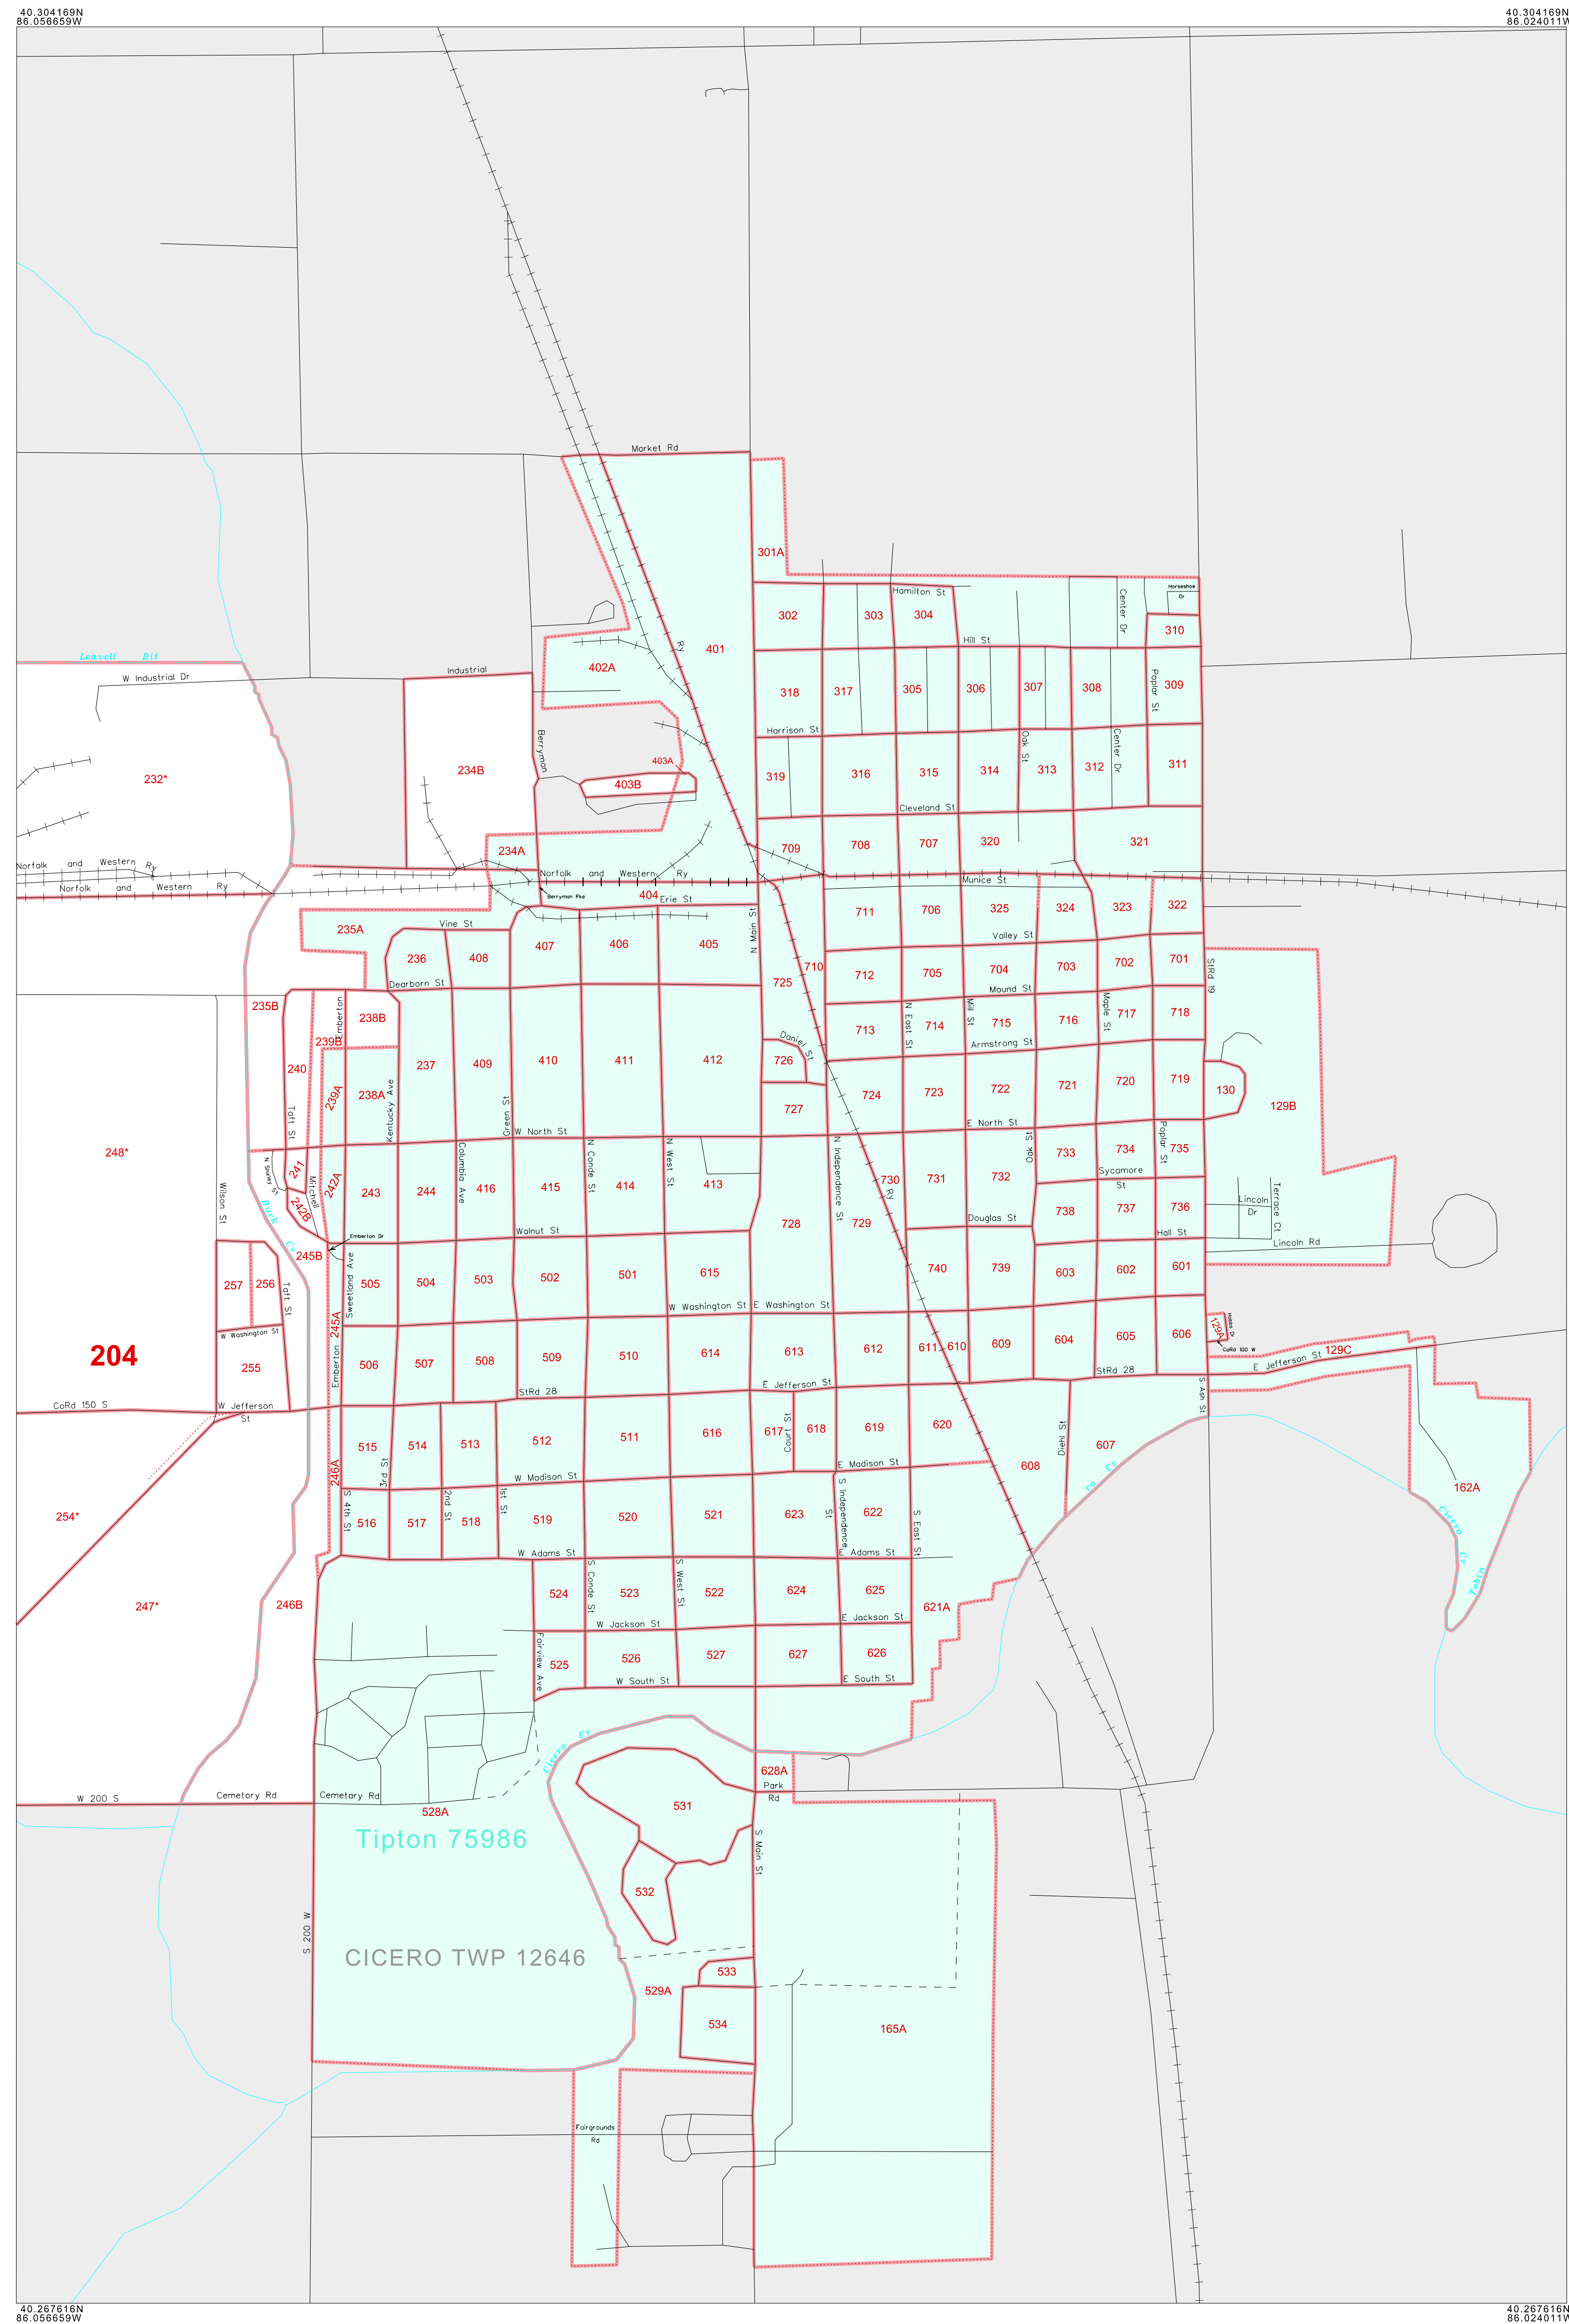 40.304169N
86.056659W
40.304169N
86.024011W
Market Rd
301A
Hamilton St
Horseshoe
Dr
302
303
304
Center Dr
310
Hill St
Ry
401
402A
Leavell Dit
W Industrial Dr
Industrial
318
317
305
306
307
308
Poplar St
309
Harrison St
Berryman
Oak St
Center Dr
232*
234B
403A
403B
319
316
315
314
313
312
311
Cleveland St
234A
709
708
707
320
321
Norfolk and Western Ry
Norfolk and Western Ry
Norfolk and Western Ry
Munice St
Berryman Pke
404
Erie St
235A
Vine St
407
406
405
N Main St
711
706
325
324
323
322
Valley St
236
408
710
712
705
704
703
702
701
StRd 19
Dearborn St
725
Mound St
235B
Emberton
238B
239B
N East St
Mill St
Maple St
713
714
715
716
717
718
Daniel St
Armstrong St
240
239A
238A
237
409
410
411
412
726
724
723
722
721
720
719
130
129B
Kentucky Ave
Green St
Taft St
727
W North St
E North St
248*
N Shirley St
241
Mitchell
242A
242B
Columbia Ave
N Conde St
N West St
N Independence St
Oak St
Poplar St
243
244
416
415
414
413
730
Ry
731
732
733
734
735
Sycamore
St
Wilson St
Duck Cr
Walnut St
728
729
Douglas St
738
737
736
Lincoln
Dr
Terrace Ct
Hall St
Lincoln Rd
Emberton Dr
245B
257
256
Taft St
Sweetland Ave
505
504
503
502
501
615
740
739
603
602
601
W Washington St
E Washington St
W Washington St
245A
Emberton
204
255
506
507
508
509
510
614
613
612
611
610
609
604
605
606
129A
Hobbs Dr
CoRd 100 W
129C
E Jefferson St
StRd 28
E Jefferson St
StRd 28
CoRd 150 S
W Jefferson
St
S Ash St
515
514
513
512
511
616
617
Court St
618
619
620
Diehl St
607
608
ro Cr
246A
3rd St
W Madison St
E Madison St
162A
254*
S 4th St
2nd St
1st St
516
517
518
519
520
521
623
S Independence
St
622
S East St
Cicero Cr
Tobin
W Adams St
E Adams St
247*
246B
524
S Conde St
523
S West St
522
624
625
621A
W Jackson St
E Jackson St
Fairview Ave
525
526
527
627
626
W South St
E South St
Cicero Cr
628A
Park
Rd
W 200 S
Cemetory Rd
Cemetary Rd
528A
531
Tipton 75986
S Main St
532
S 200 W
CICERO TWP 12646
529A
533
534
165A
Fairgrounds
Rd
40.267616N
86.056659W
40.267616N
86.024011W